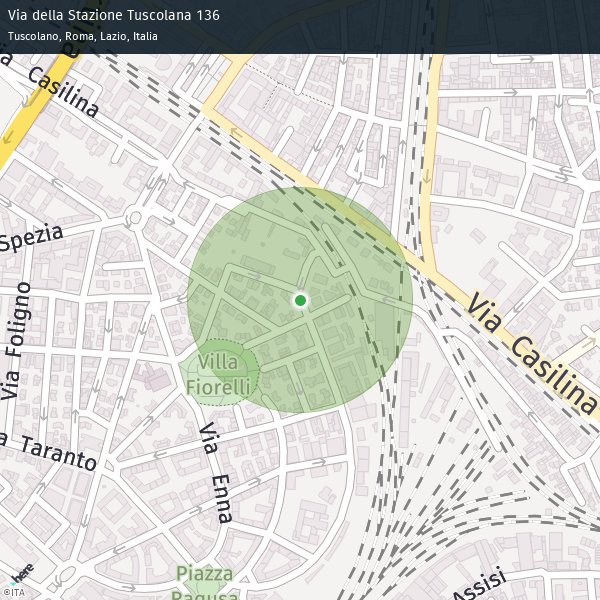 Via della Stazione Tuscolana 136
Tuscolano, Roma, Lazio, Italia
Casilina
Spezia
Via Foligno
Via Casilina
Villa
Fiorelli
Taranto
Via Enna
Piazza
Ragusa
Assisi
here
©ITA